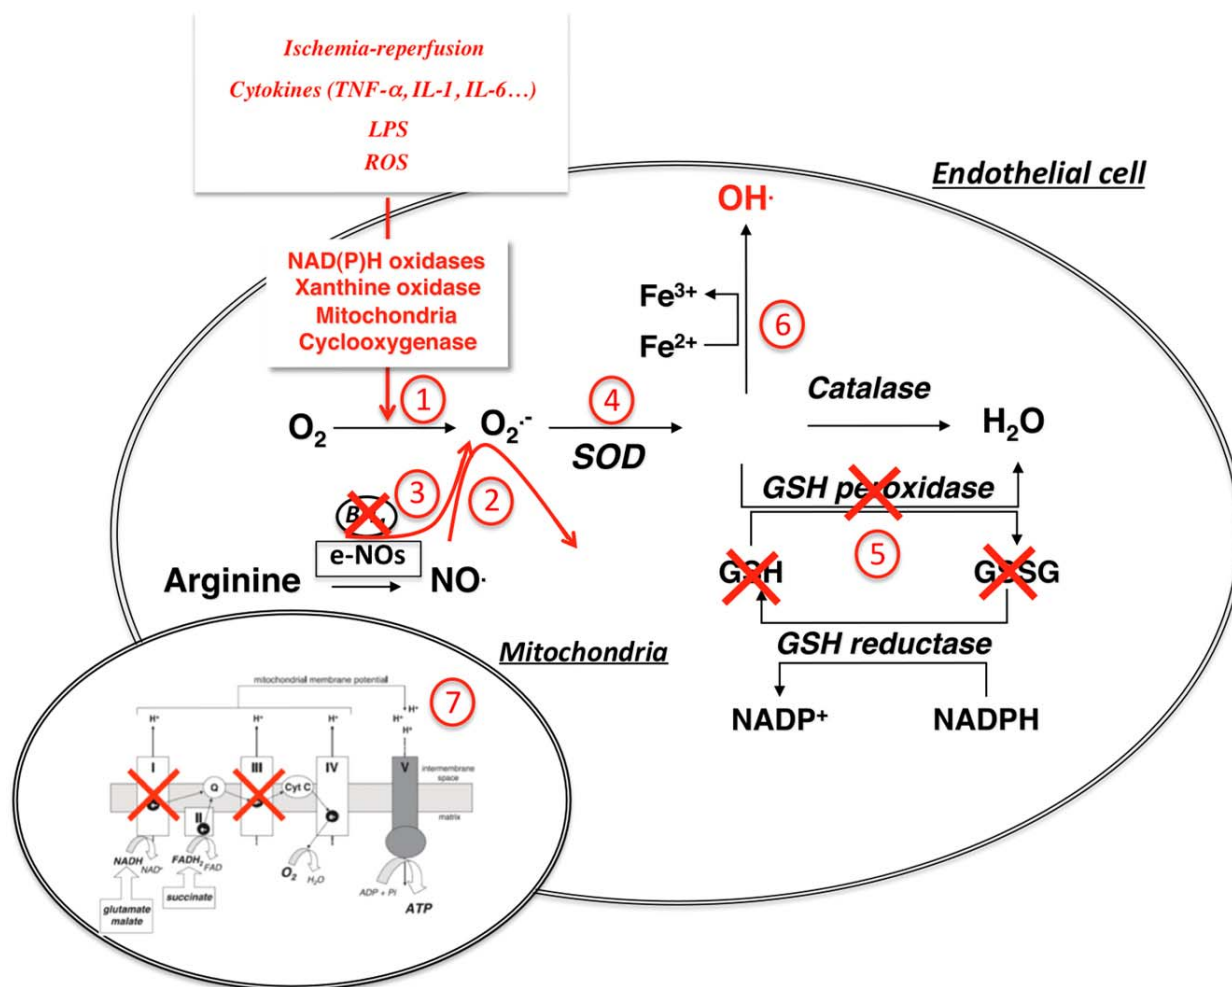 Ischemia-reperfusion
Cytokines (TNF-α, IL-1, IL-6…)
LPS
ROS
Endothelial cell
OH·
NAD(P)H oxidases
Xanthine oxidase
Mitochondria
Cyclooxygenase
Fe³⁺
Fe²⁺
6
1
4
Catalase
O₂
O₂·⁻
SOD
H₂O
3
2
GSH peroxidase
e-NOs
5
Arginine
NO·
GSH
GSSG
GSH reductase
Mitochondria
NADP⁺
NADPH
mitochondrial membrane potential
7
H⁺ H⁺ H⁺ H⁺ H⁺
H⁺
I III IV V
intermembrane
space
Q
Cyt C
II
e
e
matrix
NADH
NAD⁺
FADH₂
FAD
O₂
H₂O
ADP + Pi
ATP
glutamate
malate
succinate